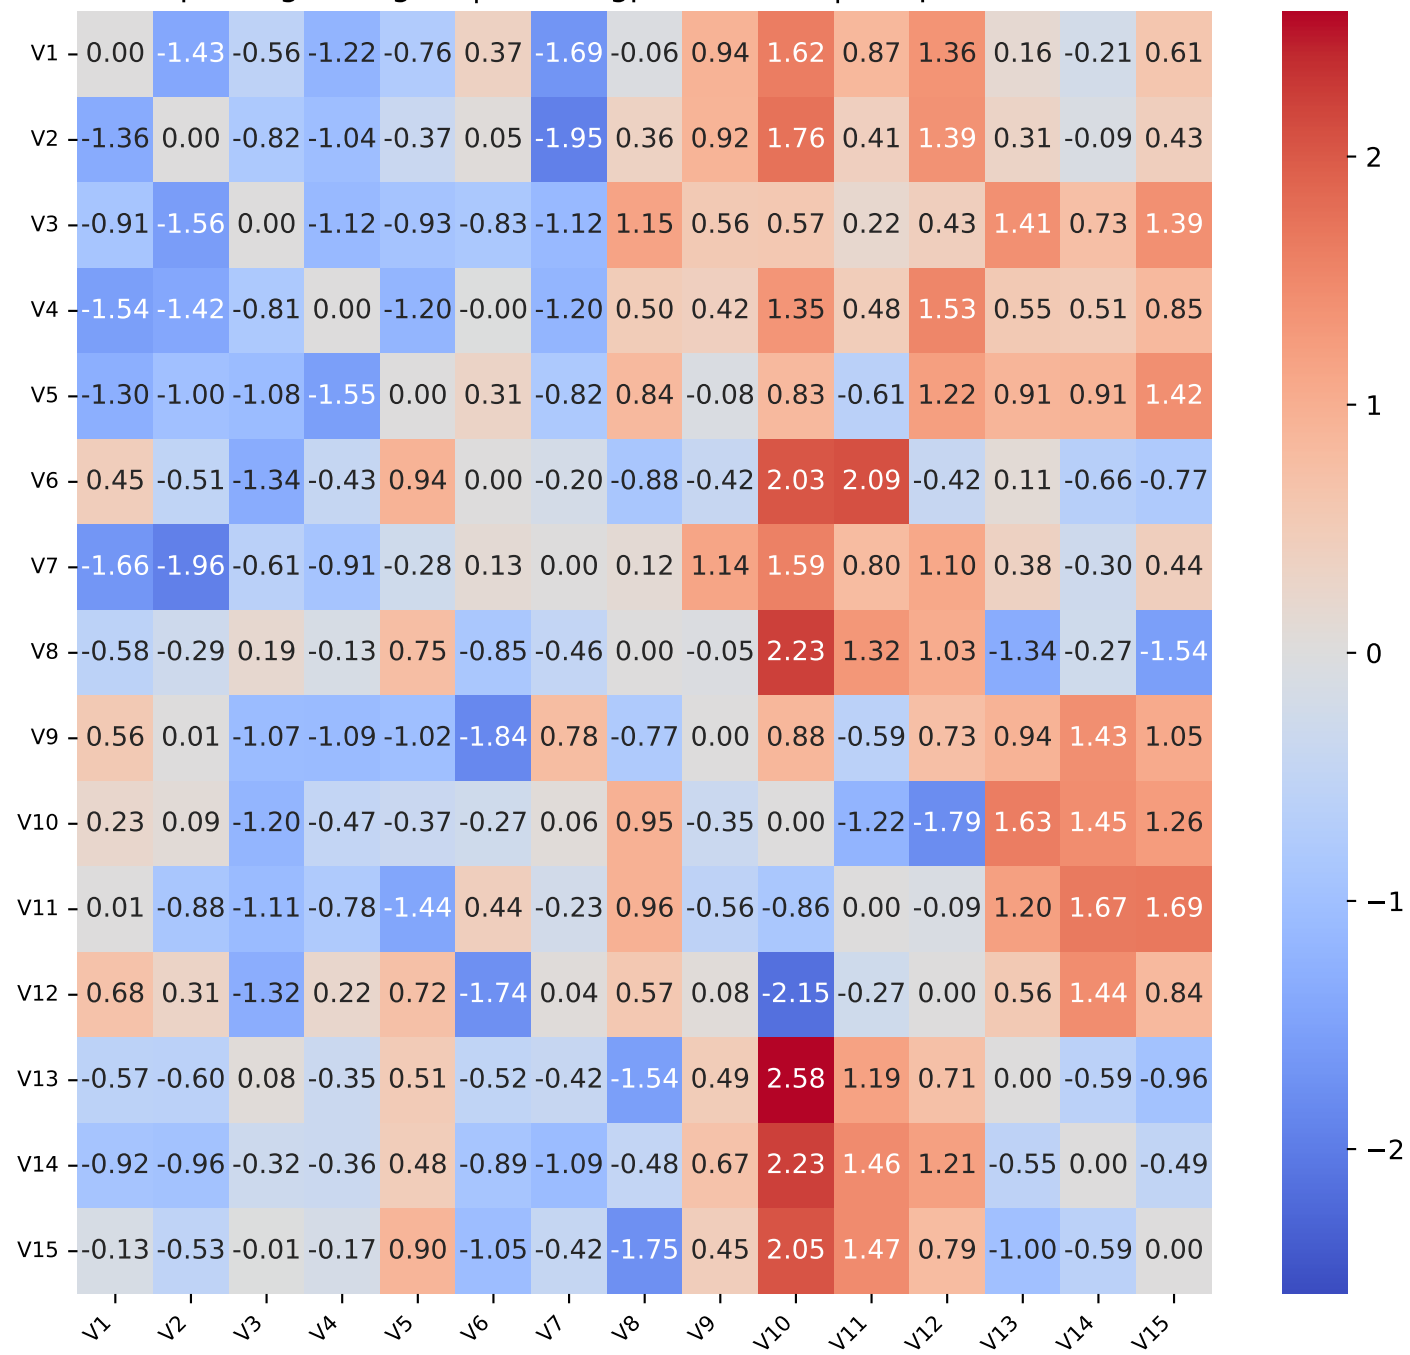 V1 0.00 -1.43 -0.56 -1.22 -0.76 0.37 -1.69 -0.06 0.94 1.62 0.87 1.36 0.16 -0.21 0.61
V2 -1.36 0.00 -0.82 -1.04 -0.37 0.05 -1.95 0.36 0.92 1.76 0.41 1.39 0.31 -0.09 0.43
2
V3 -0.91 -1.56 0.00 -1.12 -0.93 -0.83 -1.12 1.15 0.56 0.57 0.22 0.43 1.41 0.73 1.39
V4 -1.54 -1.42 -0.81 0.00 -1.20 -0.00 -1.20 0.50 0.42 1.35 0.48 1.53 0.55 0.51 0.85
V5 -1.30 -1.00 -1.08 -1.55 0.00 0.31 -0.82 0.84 -0.08 0.83 -0.61 1.22 0.91 0.91 1.42
1
V6 0.45 -0.51 -1.34 -0.43 0.94 0.00 -0.20 -0.88 -0.42 2.03 2.09 -0.42 0.11 -0.66 -0.77
V7 -1.66 -1.96 -0.61 -0.91 -0.28 0.13 0.00 0.12 1.14 1.59 0.80 1.10 0.38 -0.30 0.44
V8 -0.58 -0.29 0.19 -0.13 0.75 -0.85 -0.46 0.00 -0.05 2.23 1.32 1.03 -1.34 -0.27 -1.54
0
V9 0.56 0.01 -1.07 -1.09 -1.02 -1.84 0.78 -0.77 0.00 0.88 -0.59 0.73 0.94 1.43 1.05
V10 0.23 0.09 -1.20 -0.47 -0.37 -0.27 0.06 0.95 -0.35 0.00 -1.22 -1.79 1.63 1.45 1.26
V11 0.01 -0.88 -1.11 -0.78 -1.44 0.44 -0.23 0.96 -0.56 -0.86 0.00 -0.09 1.20 1.67 1.69
−1
V12 0.68 0.31 -1.32 0.22 0.72 -1.74 0.04 0.57 0.08 -2.15 -0.27 0.00 0.56 1.44 0.84
V13 -0.57 -0.60 0.08 -0.35 0.51 -0.52 -0.42 -1.54 0.49 2.58 1.19 0.71 0.00 -0.59 -0.96
V14 -0.92 -0.96 -0.32 -0.36 0.48 -0.89 -1.09 -0.48 0.67 2.23 1.46 1.21 -0.55 0.00 -0.49
−2
V15 -0.13 -0.53 -0.01 -0.17 0.90 -1.05 -0.42 -1.75 0.45 2.05 1.47 0.79 -1.00 -0.59 0.00
V1 V2 V3 V4 V5 V6 V7 V8 V9 V10 V11 V12 V13 V14 V15